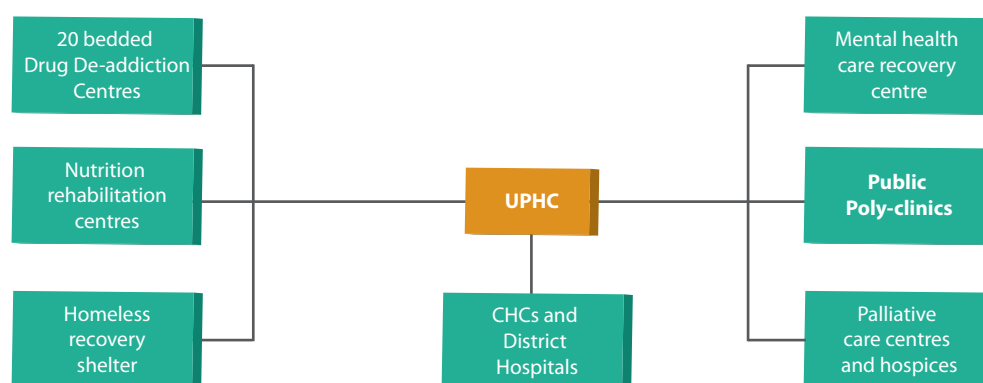 20 bedded
Drug De-addiction
Centres
Nutrition
rehabilitation
centres
Homeless
recovery
shelter
UPHC
CHCs and
District
Hospitals
Mental health
care recovery
centre
Public
Poly-clinics
Palliative
care centres
and hospices